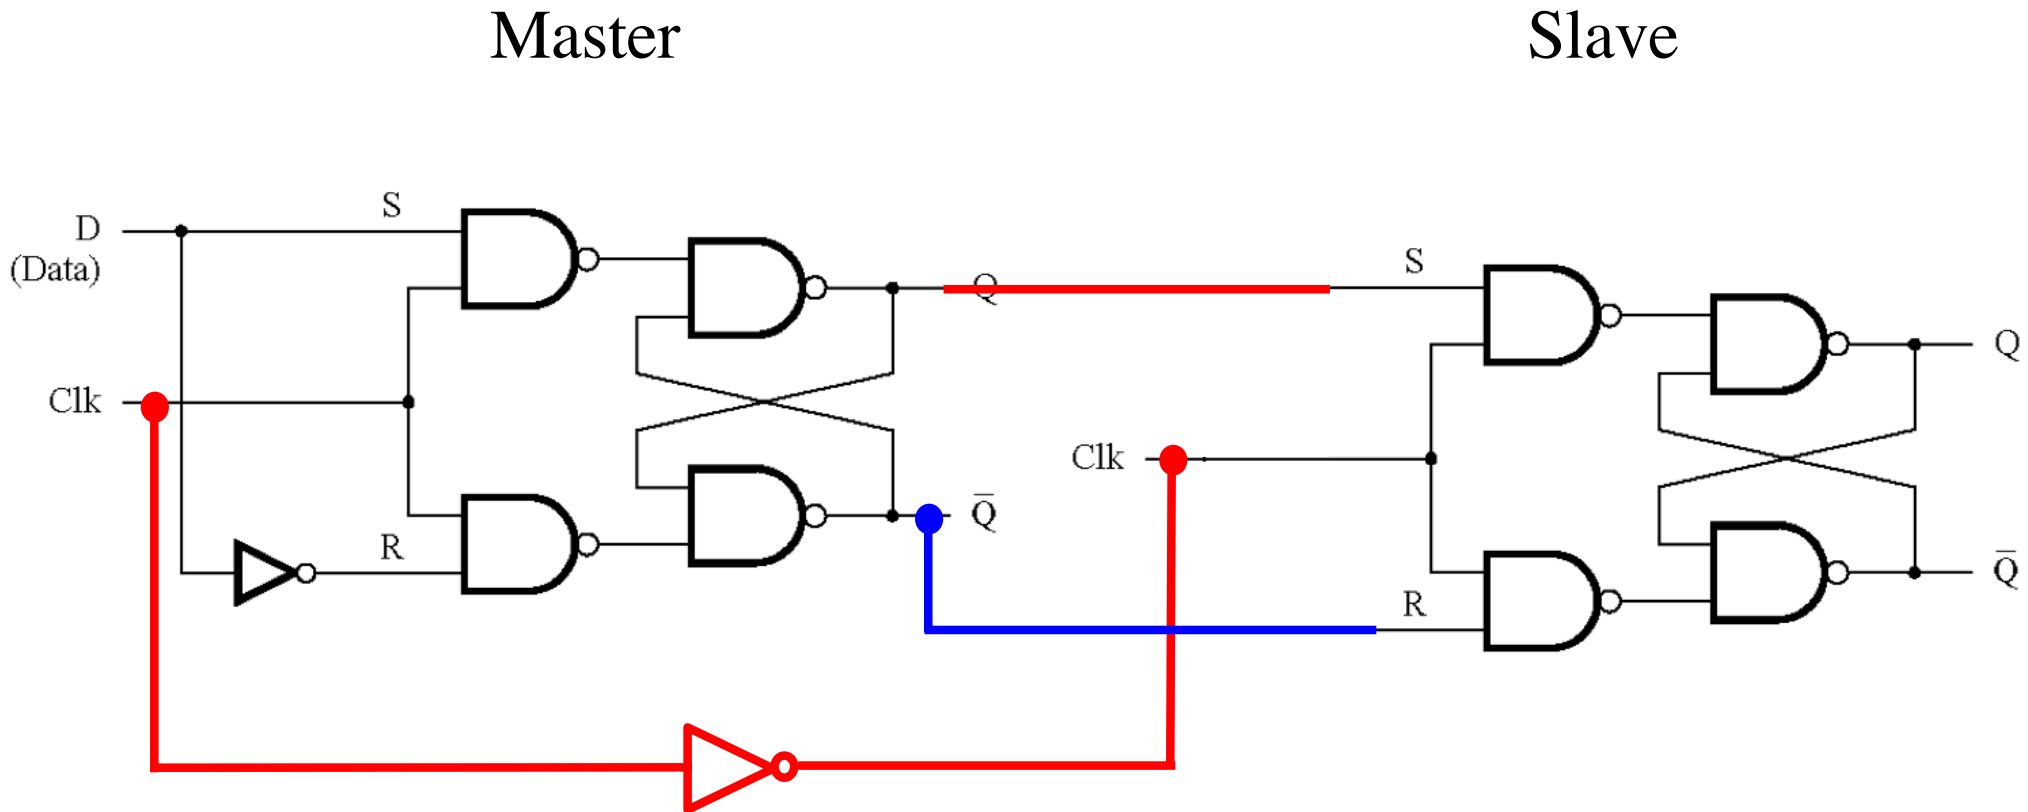 Master
Slave
D
(Data)
S
Clk
R
Q
Q̅
S
Clk
R
Q
Q̅